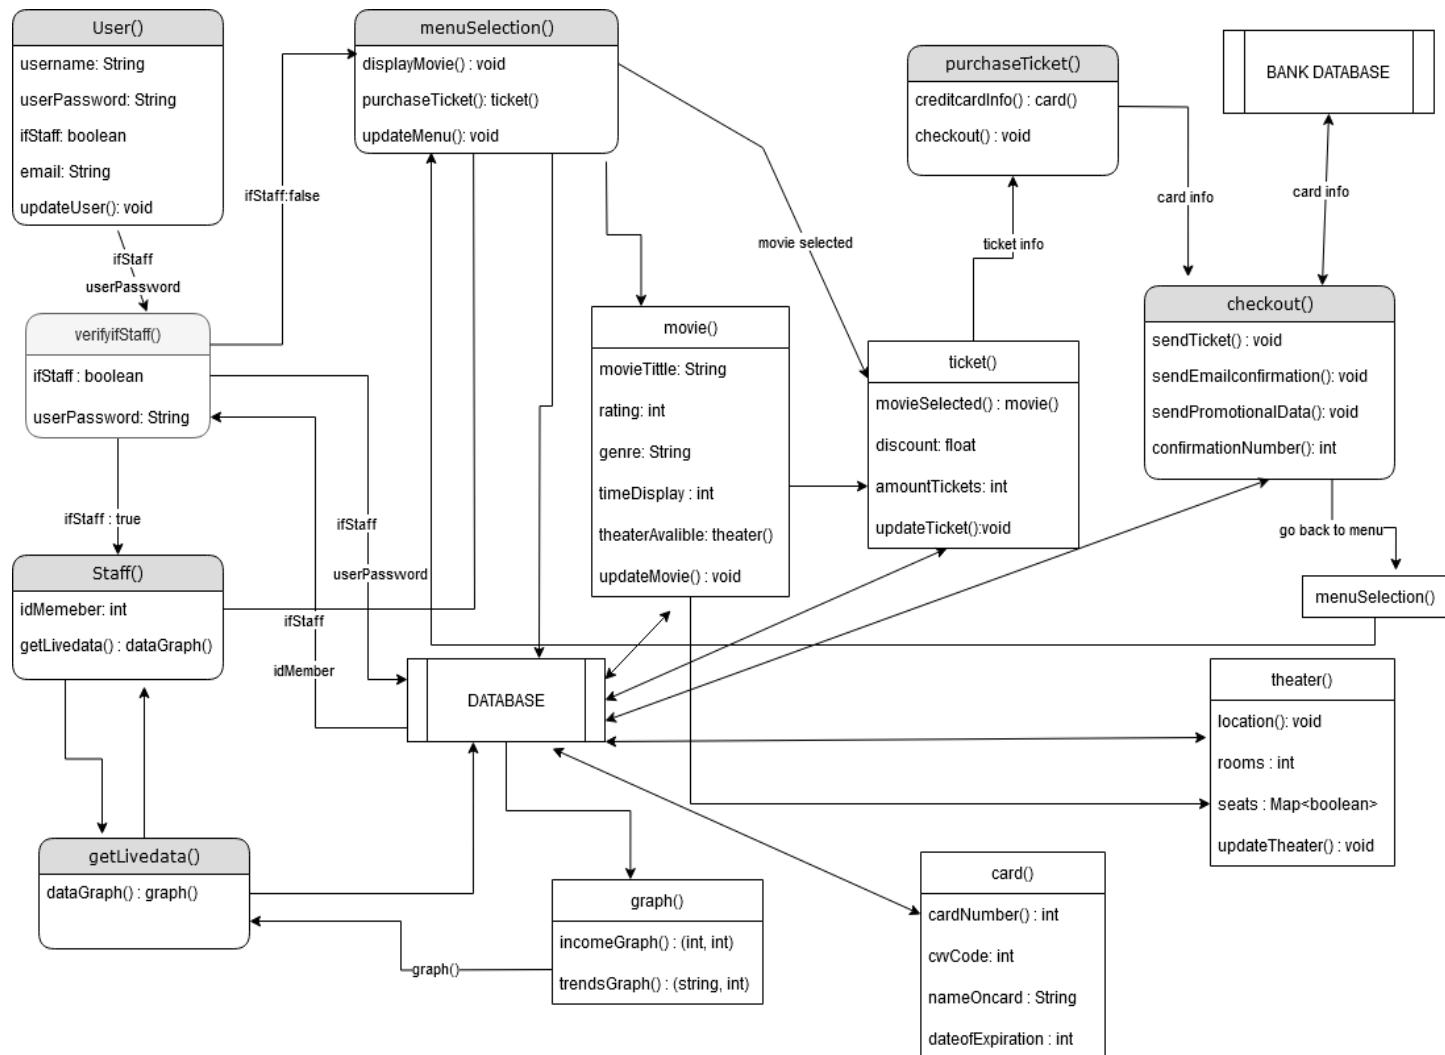 User()
username: String
userPassword: String
ifStaff: boolean
email: String
updateUser(): void
menuSelection()
displayMovie() : void
purchaseTicket(): ticket()
updateMenu(): void
purchaseTicket()
creditcardInfo() : card()
checkout() : void
BANK DATABASE
ifStaff:false
ifStaff
userPassword
movie selected
ticket info
card info
card info
verifyifStaff()
ifStaff : boolean
userPassword: String
movie()
movieTittle: String
rating: int
genre: String
timeDisplay : int
theaterAvalible: theater()
updateMovie() : void
ticket()
movieSelected() : movie()
discount: float
amountTickets: int
updateTicket():void
checkout()
sendTicket() : void
sendEmailconfirmation(): void
sendPromotionalData(): void
confirmationNumber(): int
ifStaff : true
ifStaff
userPassword
go back to menu
menuSelection()
Staff()
idMemeber: int
getLivedata() : dataGraph()
ifStaff
idMember
DATABASE
theater()
location(): void
rooms : int
seats : Map<boolean>
updateTheater() : void
getLivedata()
dataGraph() : graph()
graph()
graph()
incomeGraph() : (int, int)
trendsGraph() : (string, int)
card()
cardNumber() : int
cvvCode: int
nameOncard : String
dateofExpiration : int